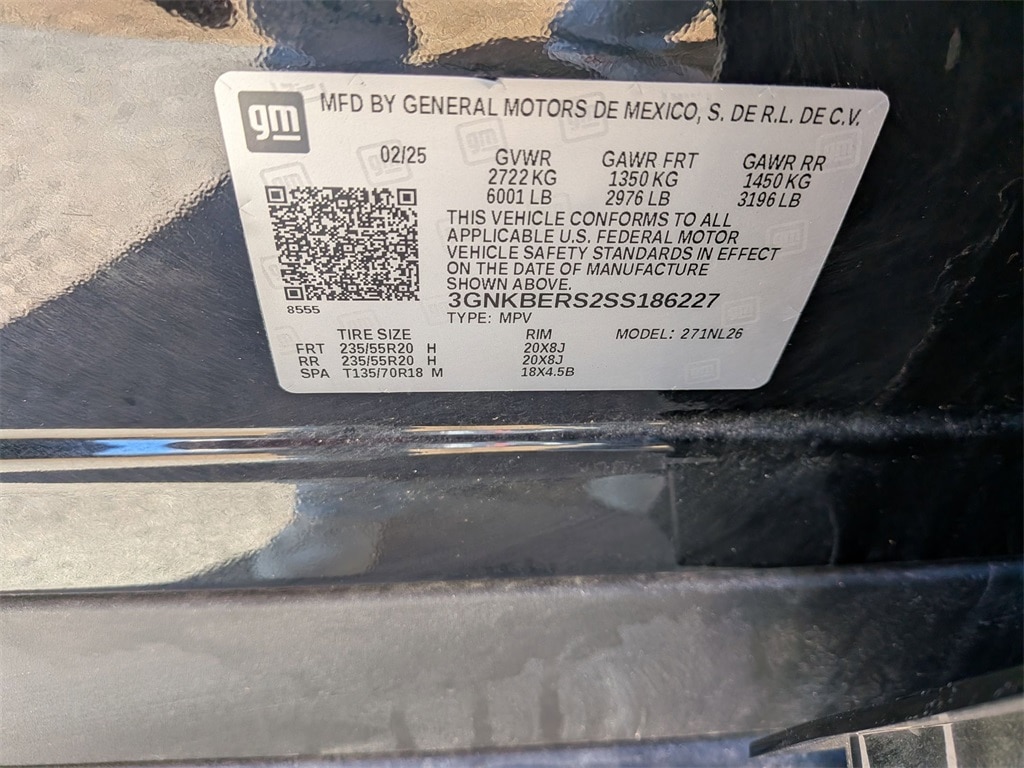 gm MFD BY GENERAL MOTORS DE MEXICO, S. DE R.L. DE C.V.
02/25 GVWR GAWR FRT GAWR RR
2722 KG 1350 KG 1450 KG
6001 LB 2976 LB 3196 LB
THIS VEHICLE CONFORMS TO ALL
APPLICABLE U.S. FEDERAL MOTOR
VEHICLE SAFETY STANDARDS IN EFFECT
ON THE DATE OF MANUFACTURE
SHOWN ABOVE.
8555 3GNKBERS2SS186227
TYPE: MPV
TIRE SIZE RIM MODEL: 271NL26
FRT 235/55R20 H 20X8J
RR 235/55R20 H 20X8J
SPA T135/70R18 M 18X4.5B